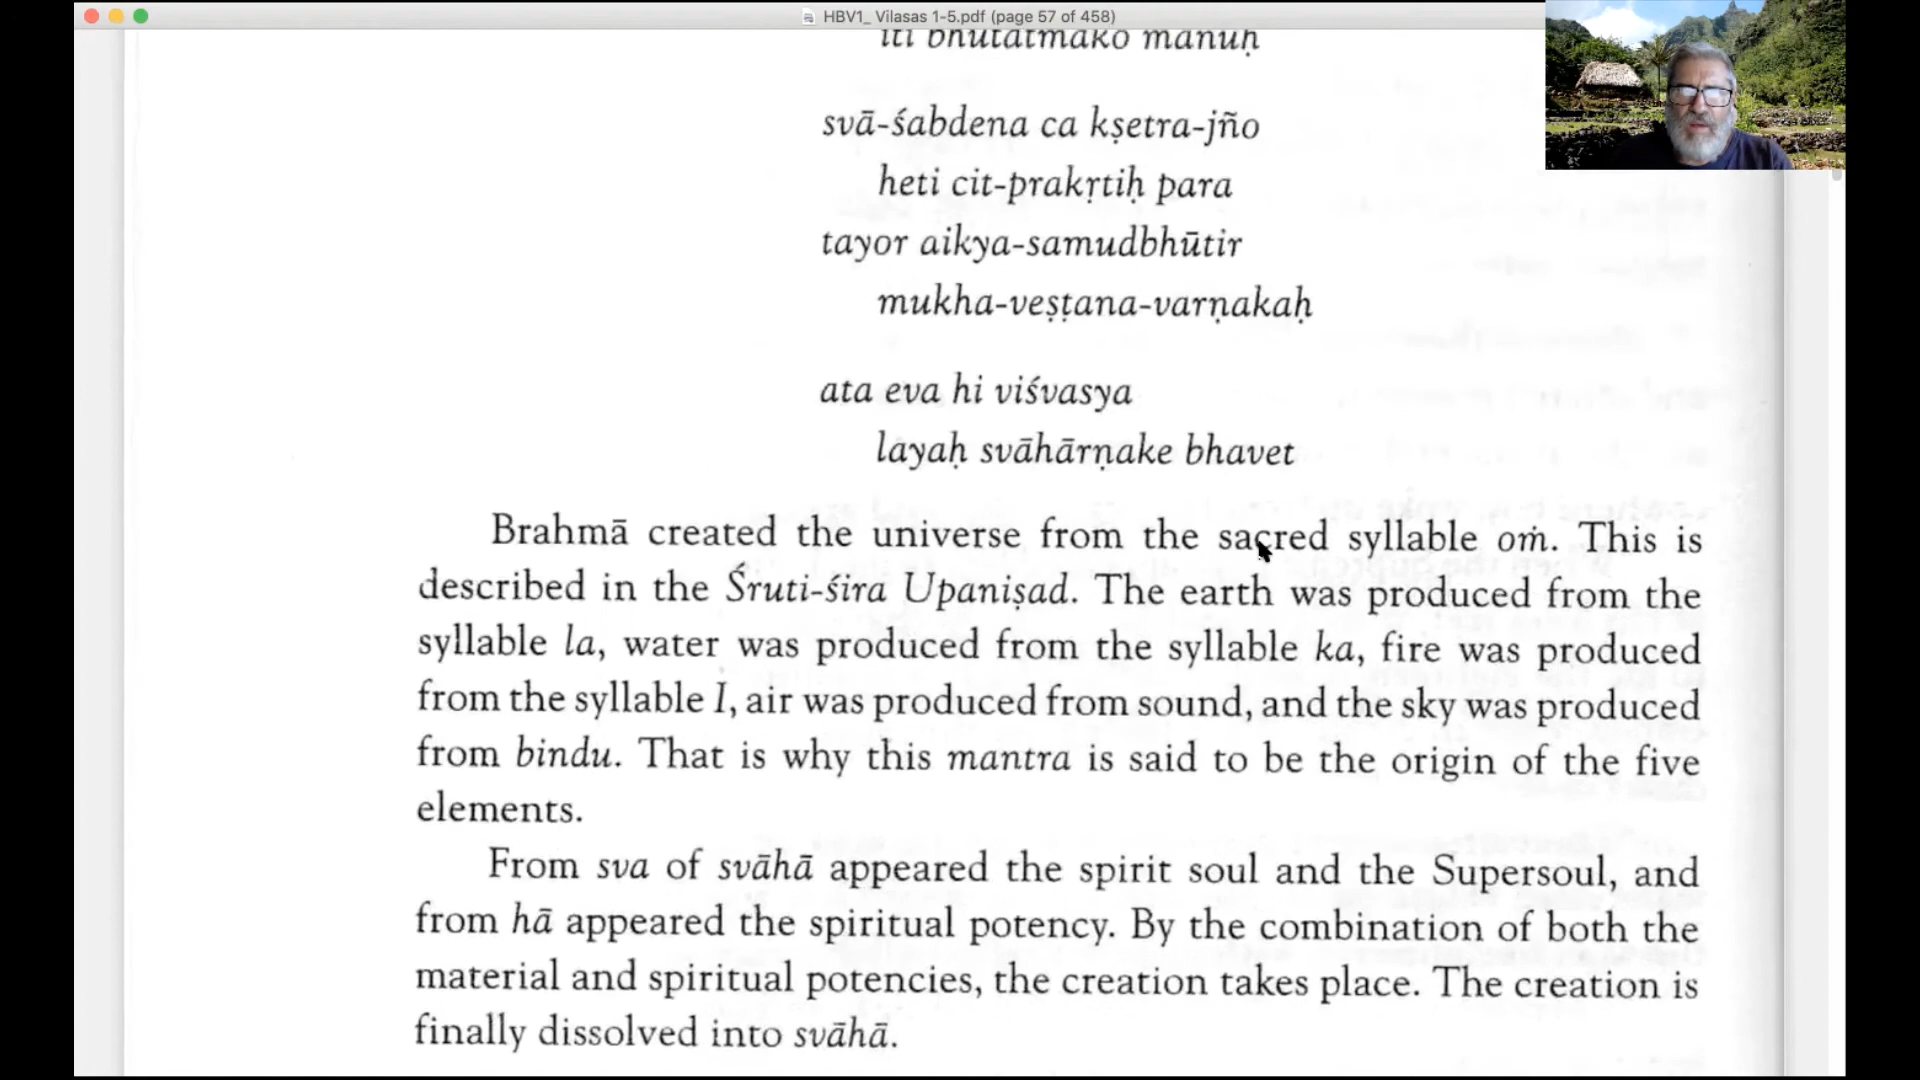 HBV1_ Vilasas 1-5.pdf (page 57 of 458)
iti bhūtātmako manuḥ
svā-śabdena ca kṣetra-jño
heti cit-prakṛtiḥ para
tayor aikya-samudbhūtir
mukha-veṣṭana-varṇakaḥ
ata eva hi viśvasya
layaḥ svāhārṇake bhavet
Brahmā created the universe from the sacred syllable oṁ. This is
described in the Śruti-śira Upaniṣad. The earth was produced from the
syllable la, water was produced from the syllable ka, fire was produced
from the syllable I, air was produced from sound, and the sky was produced
from bindu. That is why this mantra is said to be the origin of the five
elements.
From sva of svāhā appeared the spirit soul and the Supersoul, and
from hā appeared the spiritual potency. By the combination of both the
material and spiritual potencies, the creation takes place. The creation is
finally dissolved into svāhā.